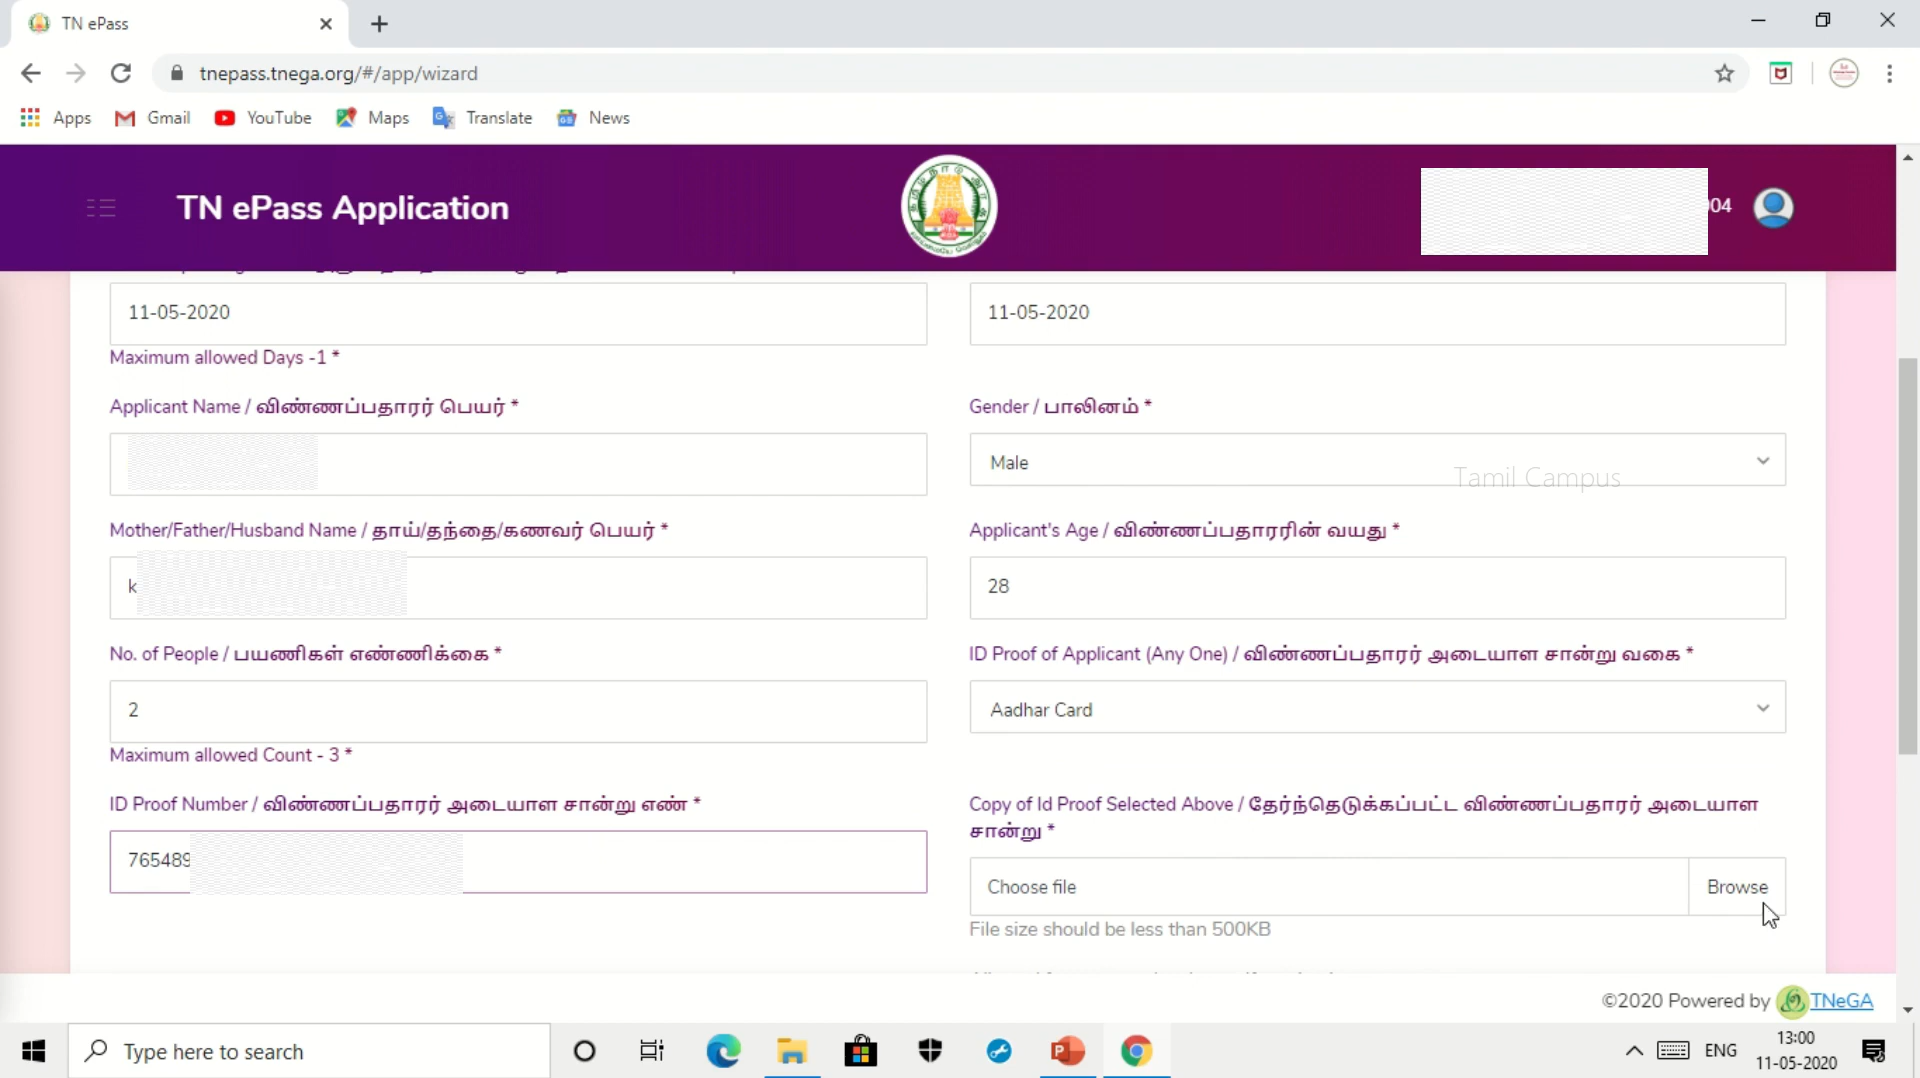 TN ePass
tnepass.tnega.org/#/app/wizard
Apps Gmail YouTube Maps Translate News
TN ePass Application
04
11-05-2020
11-05-2020
Maximum allowed Days -1 *
Applicant Name / விண்ணப்பதாரர் பெயர் *
Gender / பாலினம் *
Male
Tamil Campus
Mother/Father/Husband Name / தாய்/தந்தை/கணவர் பெயர் *
Applicant's Age / விண்ணப்பதாரரின் வயது *
k
28
No. of People / பயணிகள் எண்ணிக்கை *
ID Proof of Applicant (Any One) / விண்ணப்பதாரர் அடையாள சான்று வகை *
2
Aadhar Card
Maximum allowed Count - 3 *
ID Proof Number / விண்ணப்பதாரர் அடையாள சான்று எண் *
Copy of Id Proof Selected Above / தேர்ந்தெடுக்கப்பட்ட விண்ணப்பதாரர் அடையாள
சான்று *
765489
Choose file
Browse
File size should be less than 500KB
©2020 Powered by TNeGA
Type here to search
ENG
13:00
11-05-2020